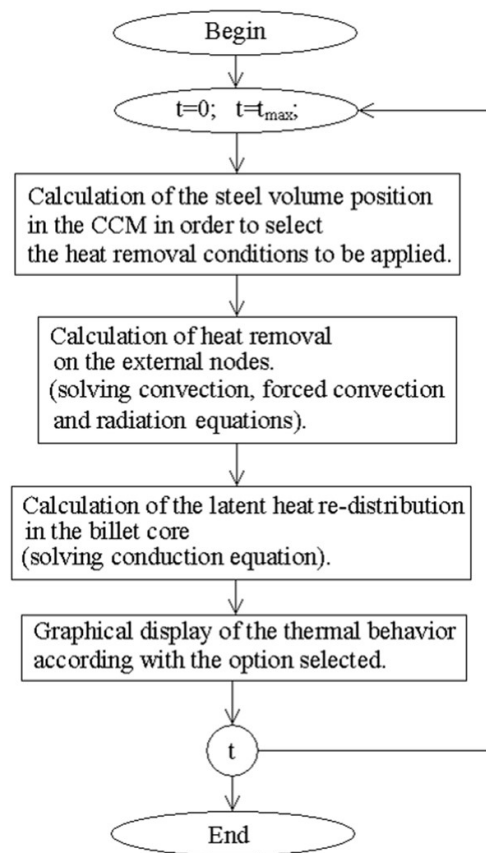 Begin
t=0; t=tmax;
Calculation of the steel volume position
in the CCM in order to select
the heat removal conditions to be applied.
Calculation of heat removal
on the external nodes.
(solving convection, forced convection
and radiation equations).
Calculation of the latent heat re-distribution
in the billet core
(solving conduction equation).
Graphical display of the thermal behavior
according with the option selected.
t
End